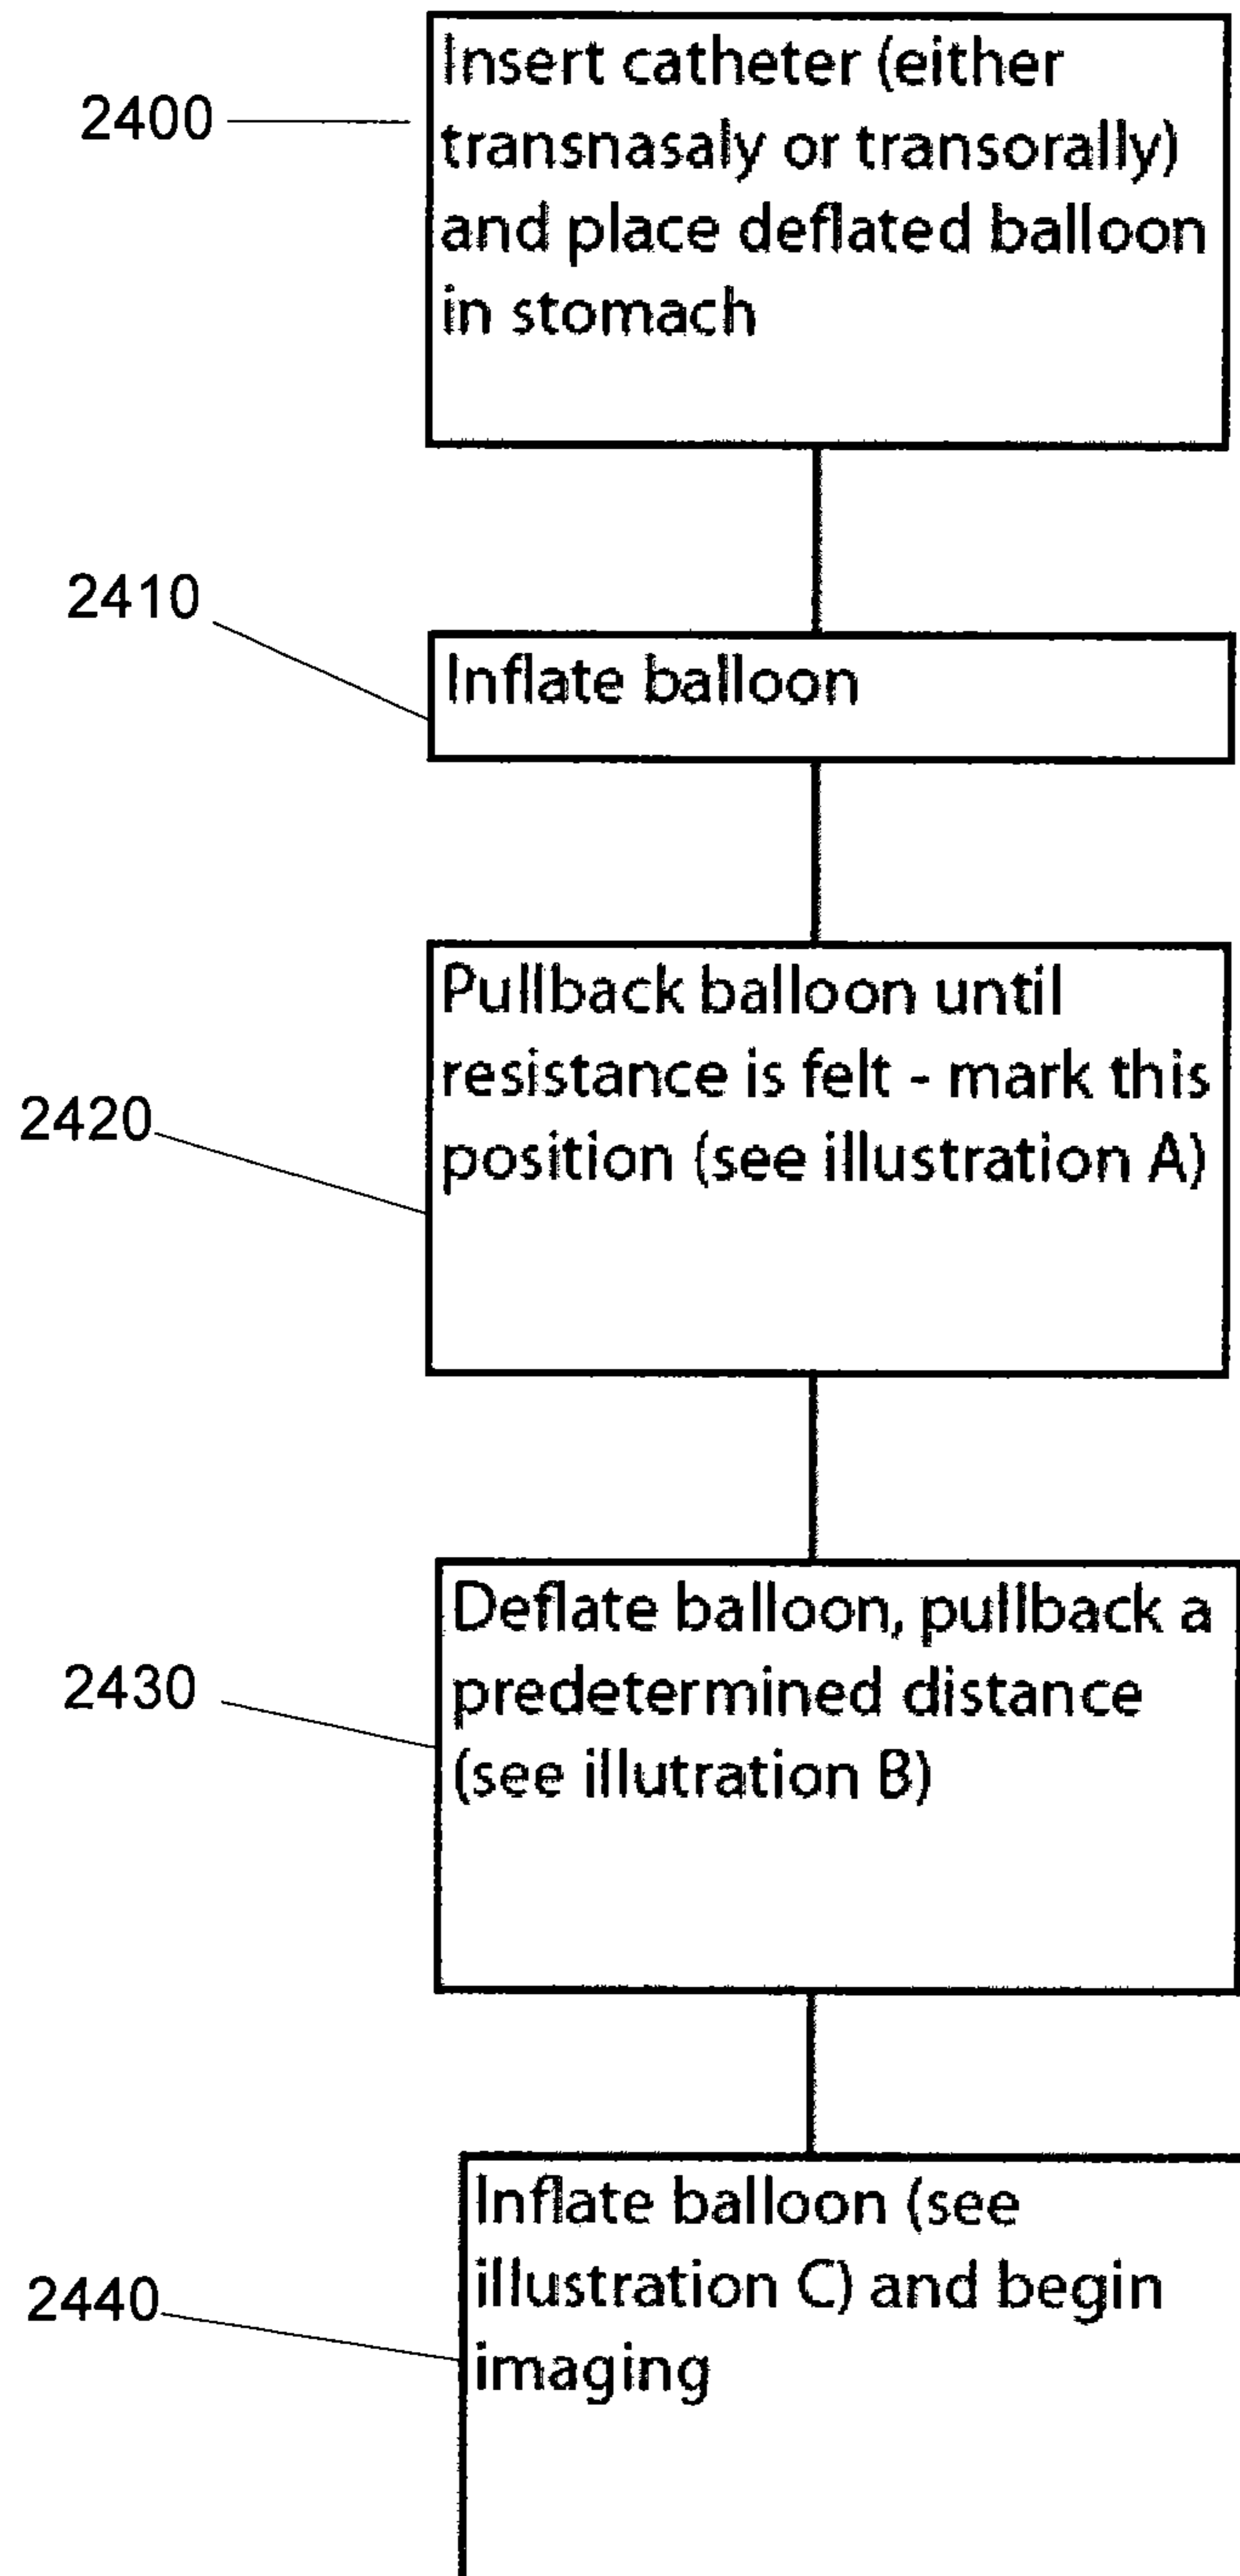 2400
Insert catheter (either
transnasaly or transorally)
and place deflated balloon
in stomach
2410
Inflate balloon
2420
Pullback balloon until
resistance is felt - mark this
position (see illustration A)
2430
Deflate balloon, pullback a
predetermined distance
(see illutration B)
2440
Inflate balloon (see
illustration C) and begin
imaging